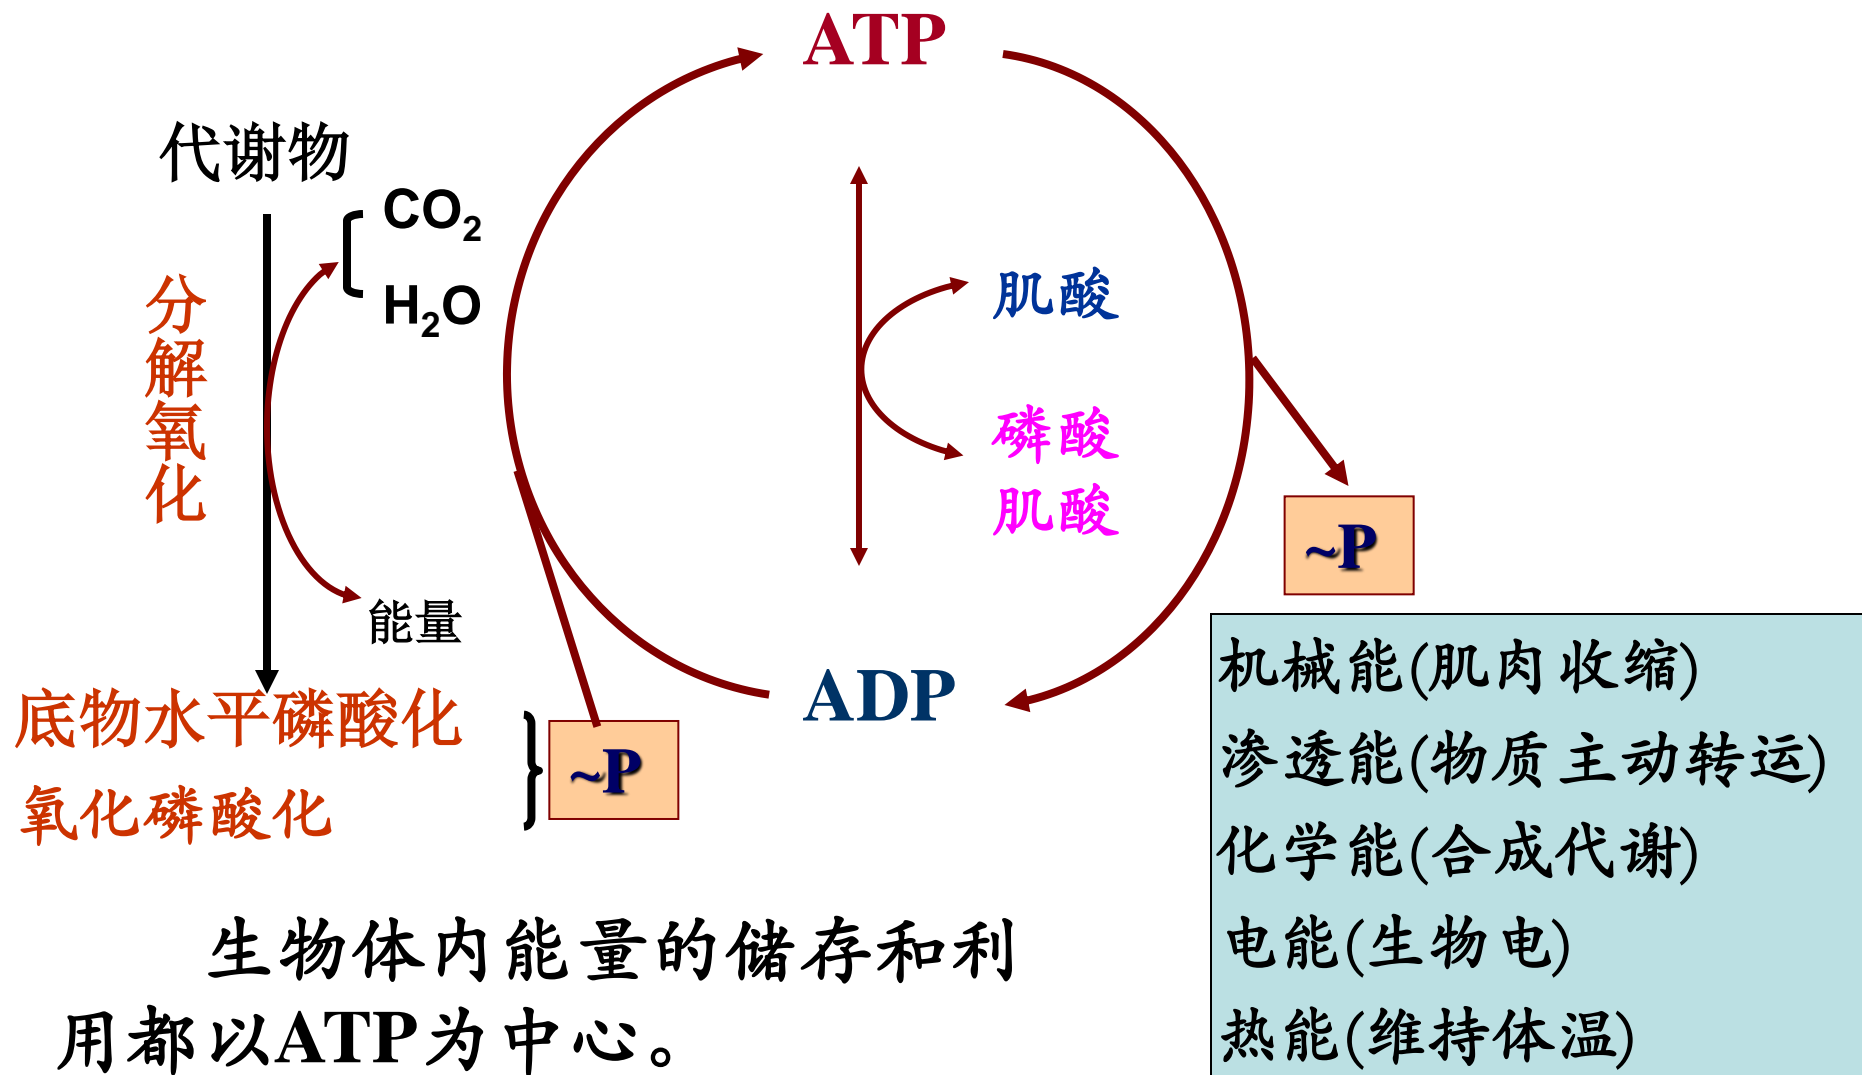 ATP
代谢物
CO₂
H₂O
分解氧化
肌酸
磷酸
肌酸
能量
~P
底物水平磷酸化
氧化磷酸化
~P
ADP
机械能(肌肉收缩)
渗透能(物质主动转运)
化学能(合成代谢)
电能(生物电)
热能(维持体温)
生物体内能量的储存和利
用都以ATP为中心。